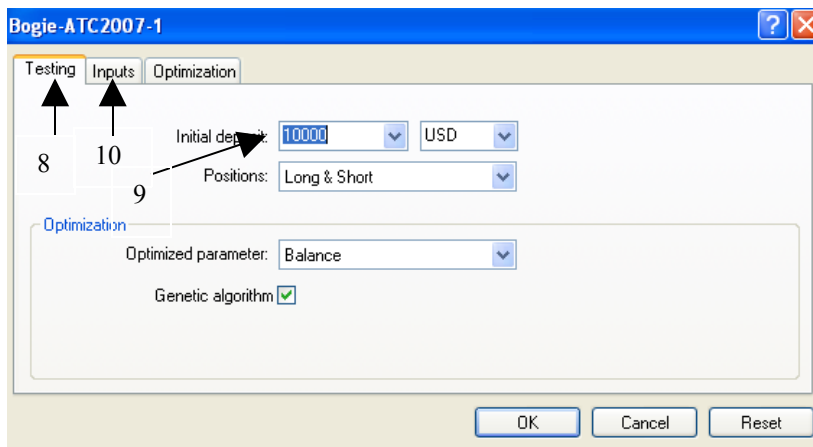 Bogie-ATC2007-1
Testing Inputs Optimization
Initial deposit: 10000 USD
8 10
Positions: Long & Short
9
Optimization
Optimized parameter: Balance
Genetic algorithm
OK Cancel Reset